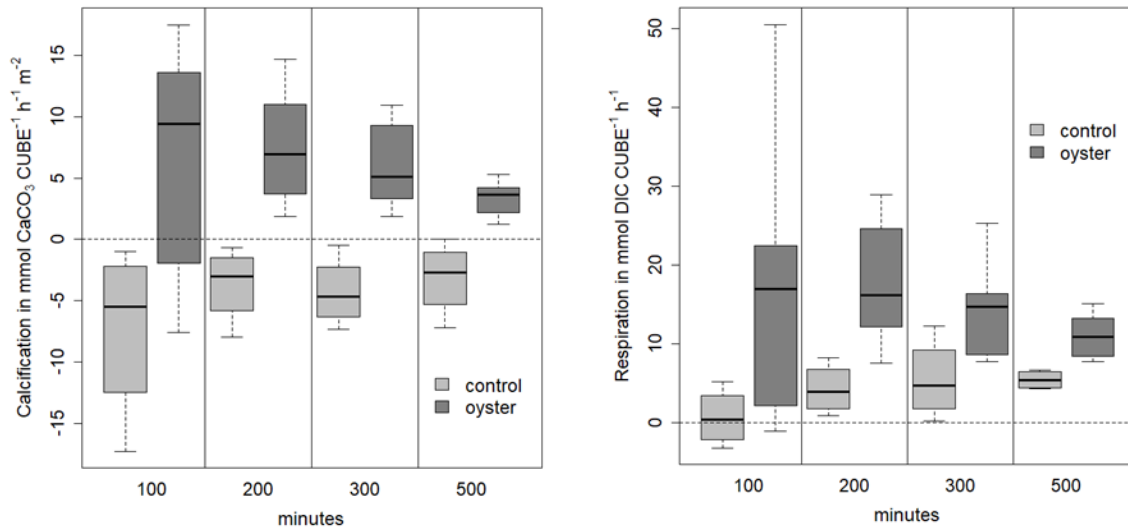 Calcification in mmol CaCO₃ CUBE⁻¹ h⁻¹ m⁻²
15
10
5
0
-5
-10
-15
control
oyster
100 200 300 500
minutes
Respiration in mmol DIC CUBE⁻¹ h⁻¹
50
40
30
20
10
0
control
oyster
100 200 300 500
minutes